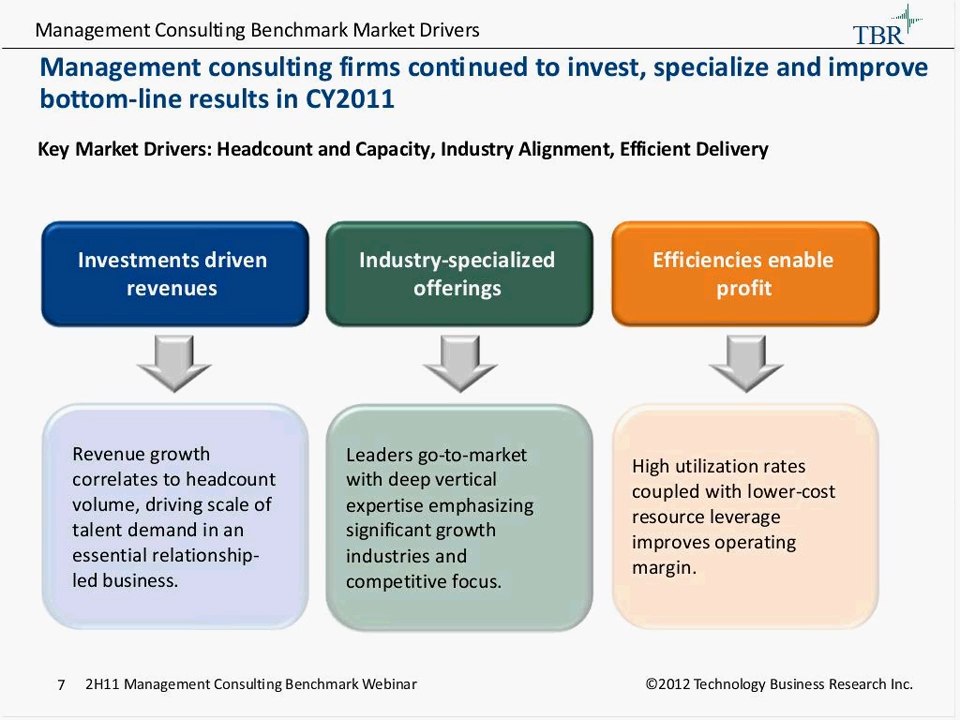 Management Consulting Benchmark Market Drivers
TBR
Management consulting firms continued to invest, specialize and improve
bottom-line results in CY2011
Key Market Drivers: Headcount and Capacity, Industry Alignment, Efficient Delivery
Investments driven
revenues
Industry-specialized
offerings
Efficiencies enable
profit
Revenue growth
correlates to headcount
volume, driving scale of
talent demand in an
essential relationship-
led business.
Leaders go-to-market
with deep vertical
expertise emphasizing
significant growth
industries and
competitive focus.
High utilization rates
coupled with lower-cost
resource leverage
improves operating
margin.
7 2H11 Management Consulting Benchmark Webinar
©2012 Technology Business Research Inc.